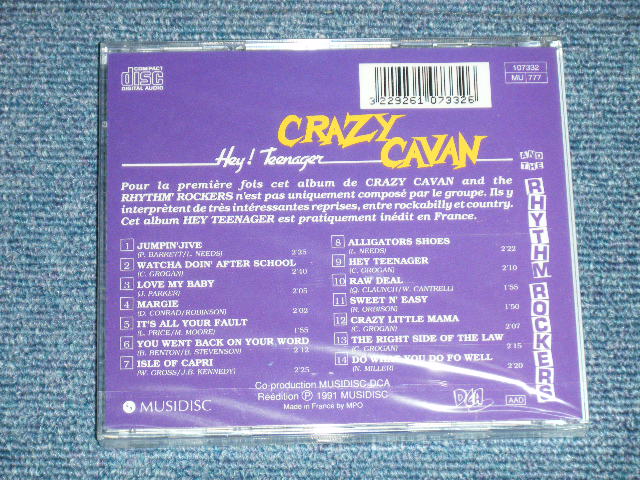 COMPACT
disc
DIGITAL AUDIO
3 229261 073326
107332
MU 777
CRAZY
CAVAN
Hey! Teenager
AND THE
RHYTHM' ROCKERS
Pour la première fois cet album de CRAZY CAVAN and the
RHYTHM' ROCKERS n'est pas uniquement composé par le groupe. Ils y
interprètent de très intéressantes reprises, entre rockabilly et country.
Cet album HEY TEENAGER est pratiquement inédit en France.
1 JUMPIN'JIVE
(P. BARRETT/L. NEEDS) 2'35
2 WATCHA DOIN' AFTER SCHOOL
(C. GROGAN) 2'10
3 LOVE MY BABY
(J. PARKER) 2'05
4 MARGIE
(D. CONRAD/ROBINSON) 2'02
5 IT'S ALL YOUR FAULT
(L. PRICE/M. MOORE) 1'55
6 YOU WENT BACK ON YOUR WORD
(B. BENTON/B. STEVENSON) 2'12
7 ISLE OF CAPRI
(W. GROSS/J.B. KENNEDY) 2'25
8 ALLIGATORS SHOES
(L. NEEDS) 2'22
9 HEY TEENAGER
(C. GROGAN) 2'10
10 RAW DEAL
(Q. CLAUNCH/W. CANTRELL) 1'55
11 SWEET N' EASY
(R. ORBISON) 1'50
12 CRAZY LITTLE MAMA
(C. GROGAN) 2'07
13 THE RIGHT SIDE OF THE LAW
(C. GROGAN) 2'15
14 DO WHAT YOU DO FO WELL
(N. MILLER) 2'20
MUSIDISC
Co-production MUSIDISC-DCA
Réédition Ⓟ 1991 MUSIDISC
Made in France by MPO
DCA
AAD